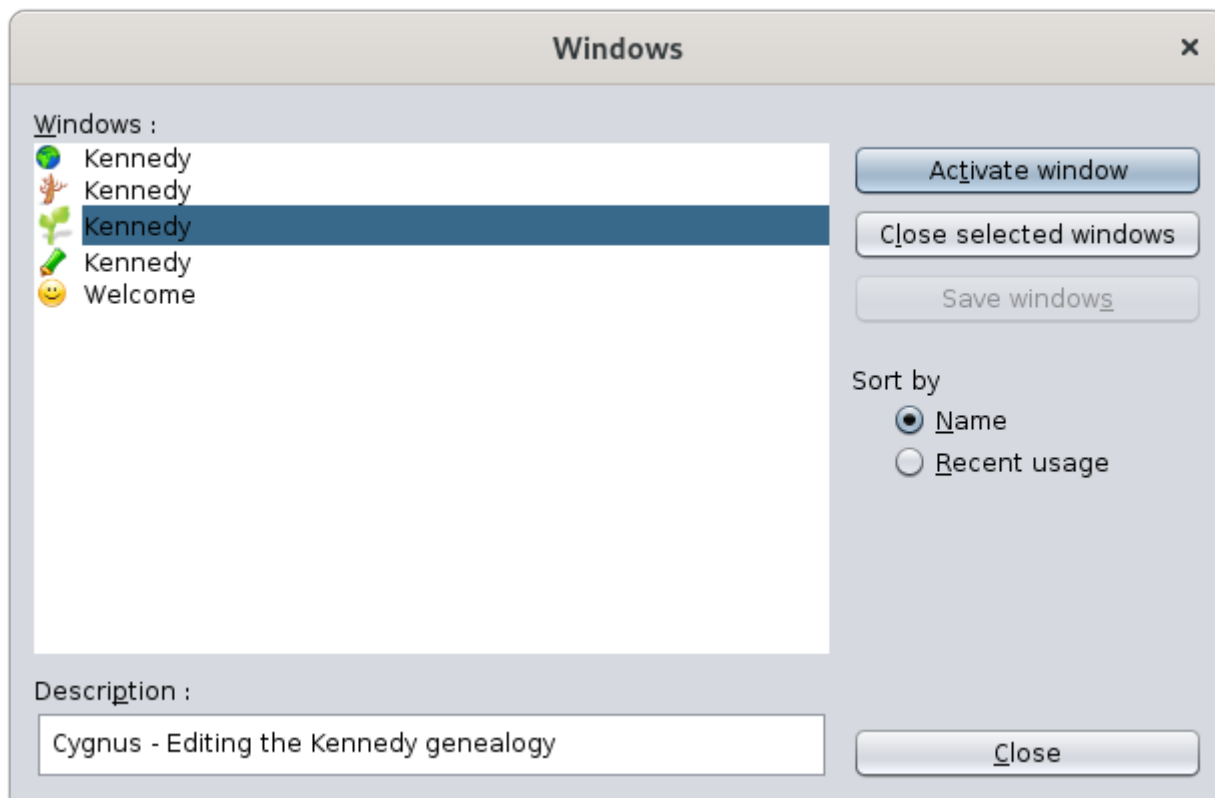 Windows
Windows :
Kennedy
Kennedy
Kennedy
Kennedy
Welcome
Activate window
Close selected windows
Save windows
Sort by
Name
Recent usage
Description :
Cygnus - Editing the Kennedy genealogy
Close